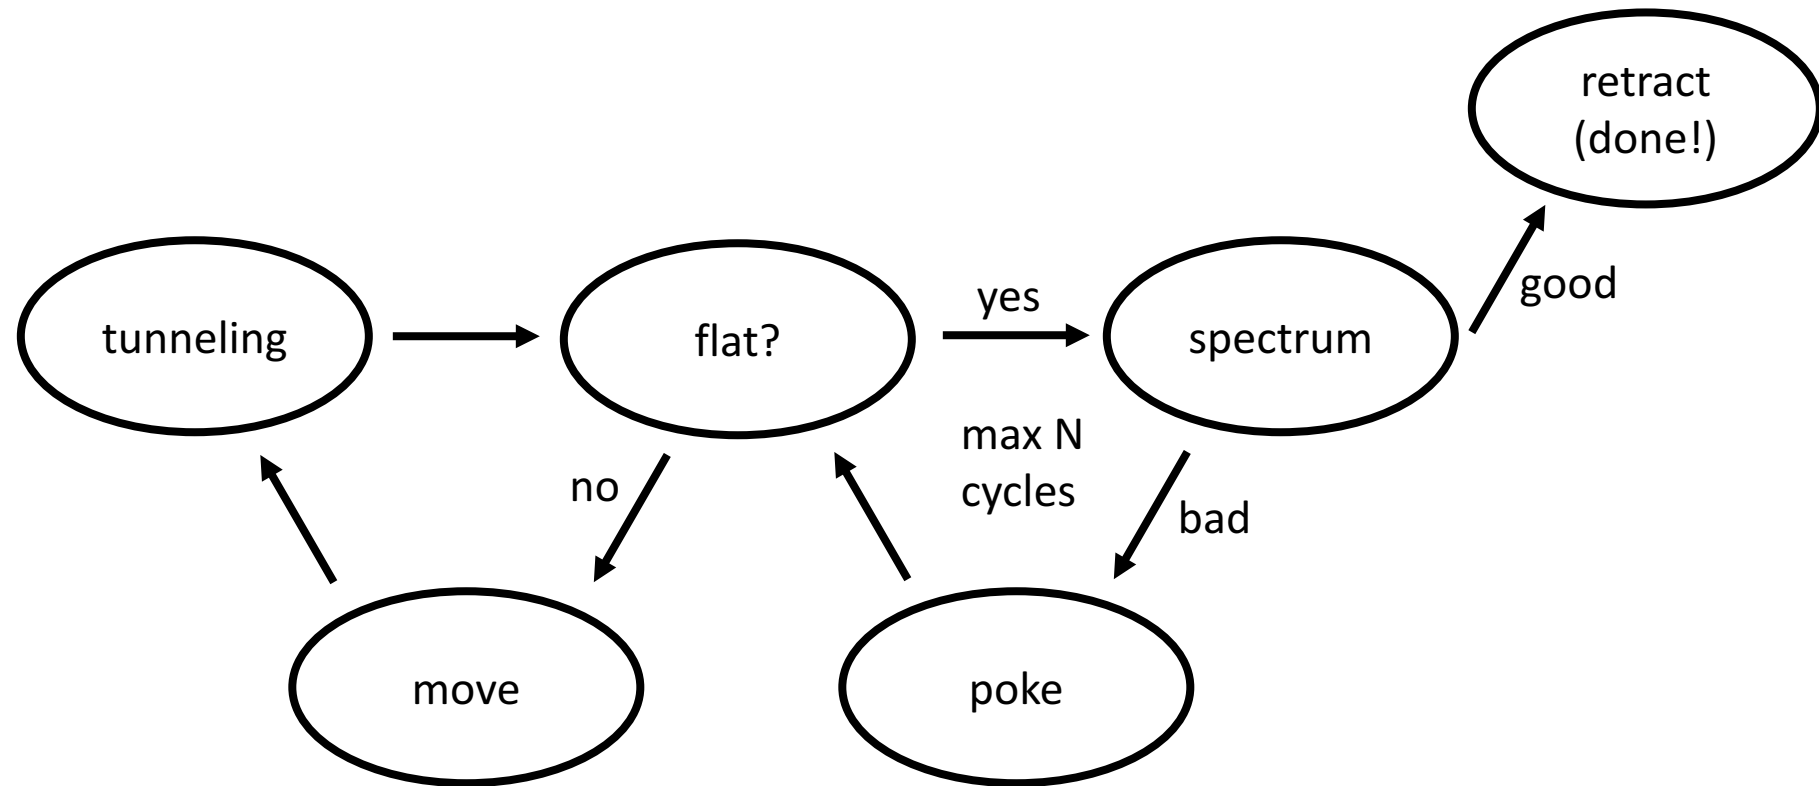 retract
(done!)
tunneling
flat?
yes
spectrum
good
max N
cycles
no
bad
move
poke